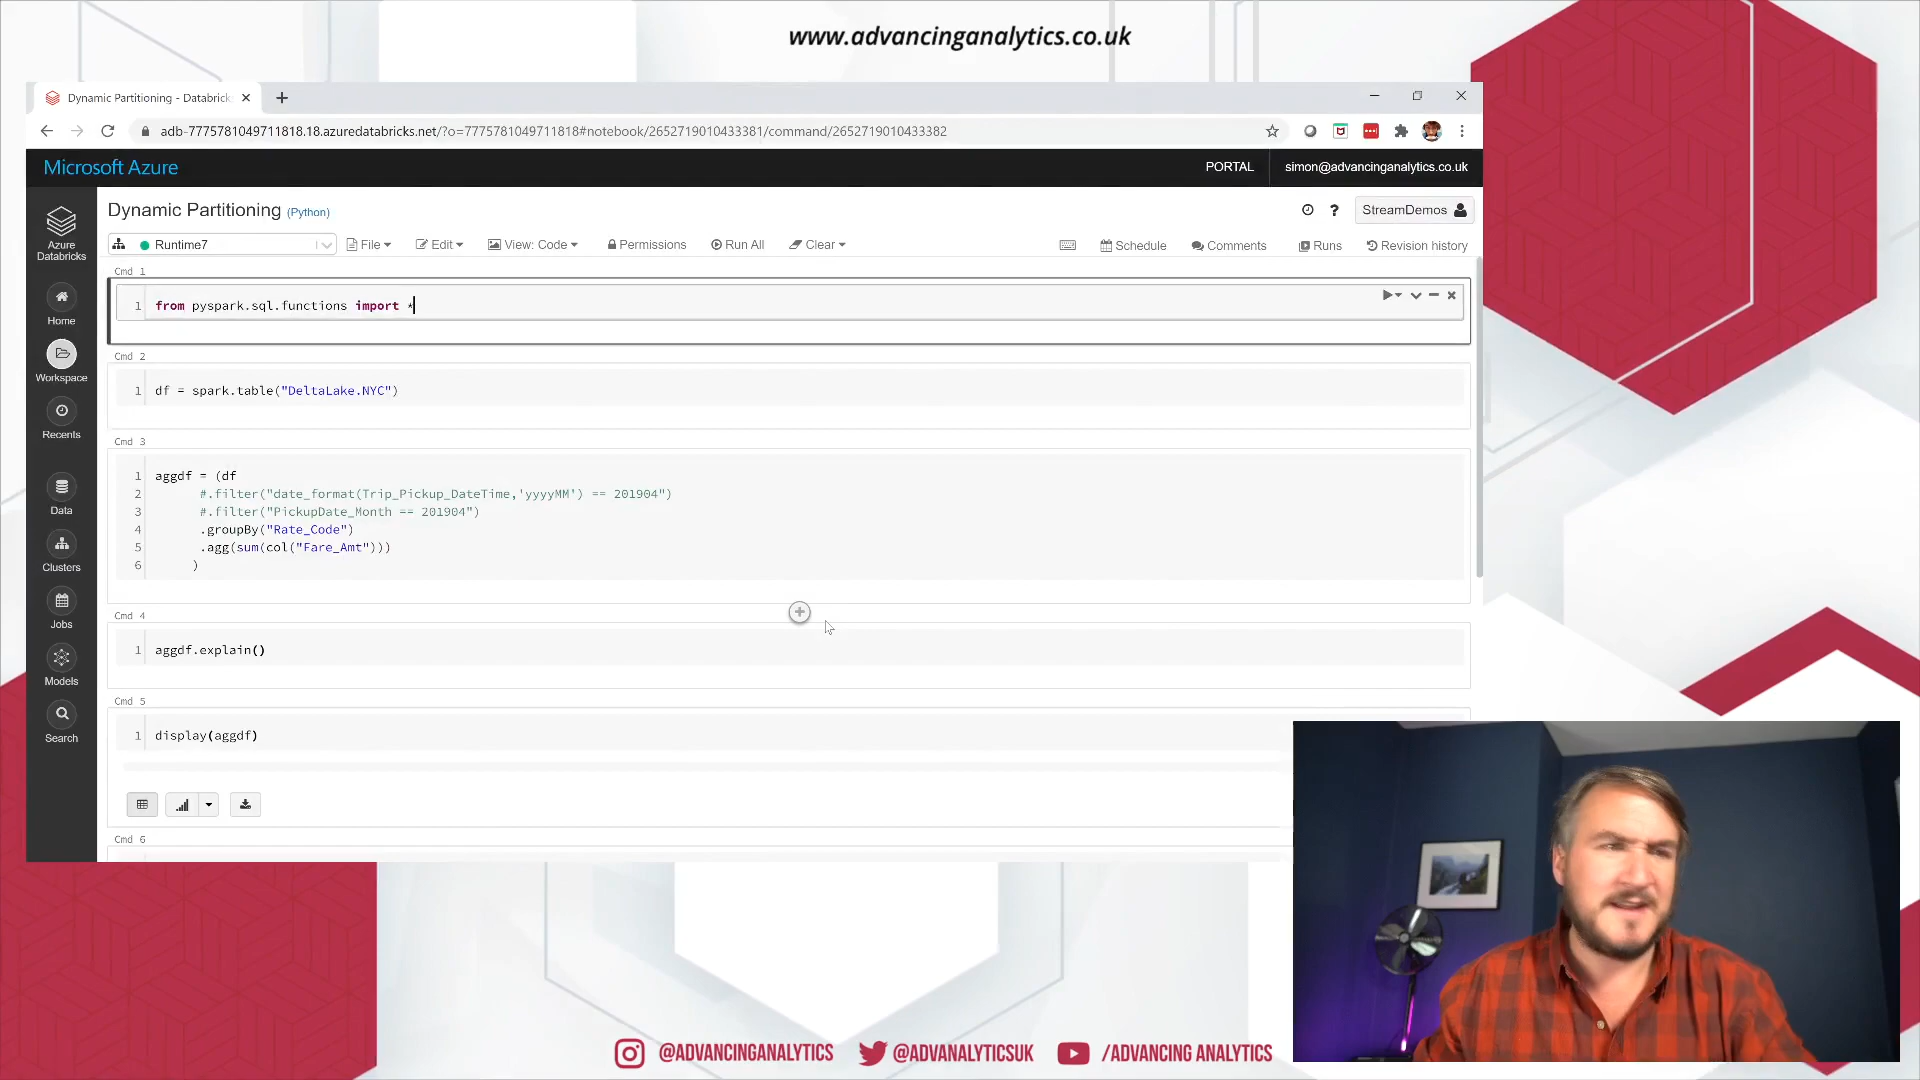 www.advancinganalytics.co.uk
Dynamic Partitioning - Databrick
adb-7775781049711818.18.azuredatabricks.net/?o=7775781049711818#notebook/2652719010433381/command/2652719010433382
Microsoft Azure
PORTAL
simon@advancinganalytics.co.uk
Dynamic Partitioning (Python)
StreamDemos
Runtime7
File
Edit
View: Code
Permissions
Run All
Clear
Schedule
Comments
Runs
Revision history
Azure
Databricks
Home
Workspace
Recents
Data
Clusters
Jobs
Models
Search
Cmd 1
1 from pyspark.sql.functions import *
Cmd 2
1 df = spark.table("DeltaLake.NYC")
Cmd 3
1 aggdf = (df
2 #.filter("date_format(Trip_Pickup_DateTime,'yyyyMM') == 201904")
3 #.filter("PickupDate_Month == 201904")
4 .groupBy("Rate_Code")
5 .agg(sum(col("Fare_Amt")))
6 )
Cmd 4
1 aggdf.explain()
Cmd 5
1 display(aggdf)
Cmd 6
@ADVANCINGANALYTICS
@ADVANALYTICSUK
/ADVANCING ANALYTICS